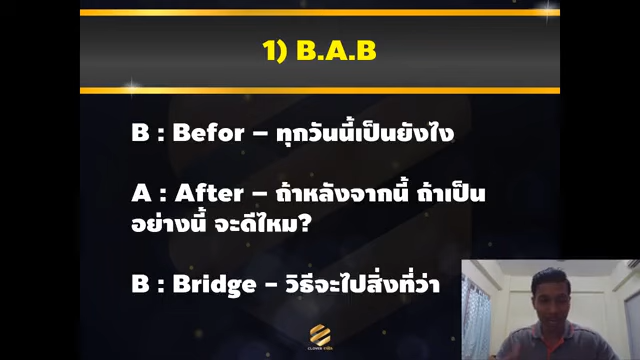 1) B.A.B
B : Befor – ทุกวันนี้เป็นยังไง
A : After – ถ้าหลังจากนี้ ถ้าเป็น
อย่างนี้ จะดีไหม?
B : Bridge – วิธีจะไปสิ่งที่ว่า